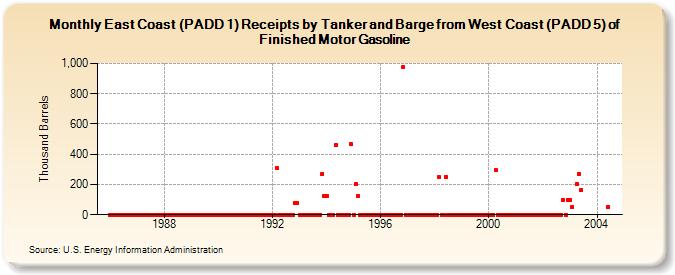 Monthly East Coast (PADD 1) Receipts by Tanker and Barge from West Coast (PADD 5) of
Finished Motor Gasoline
Thousand Barrels
1,000
800
600
400
200
0
1988
1992
1996
2000
2004
Source: U.S. Energy Information Administration